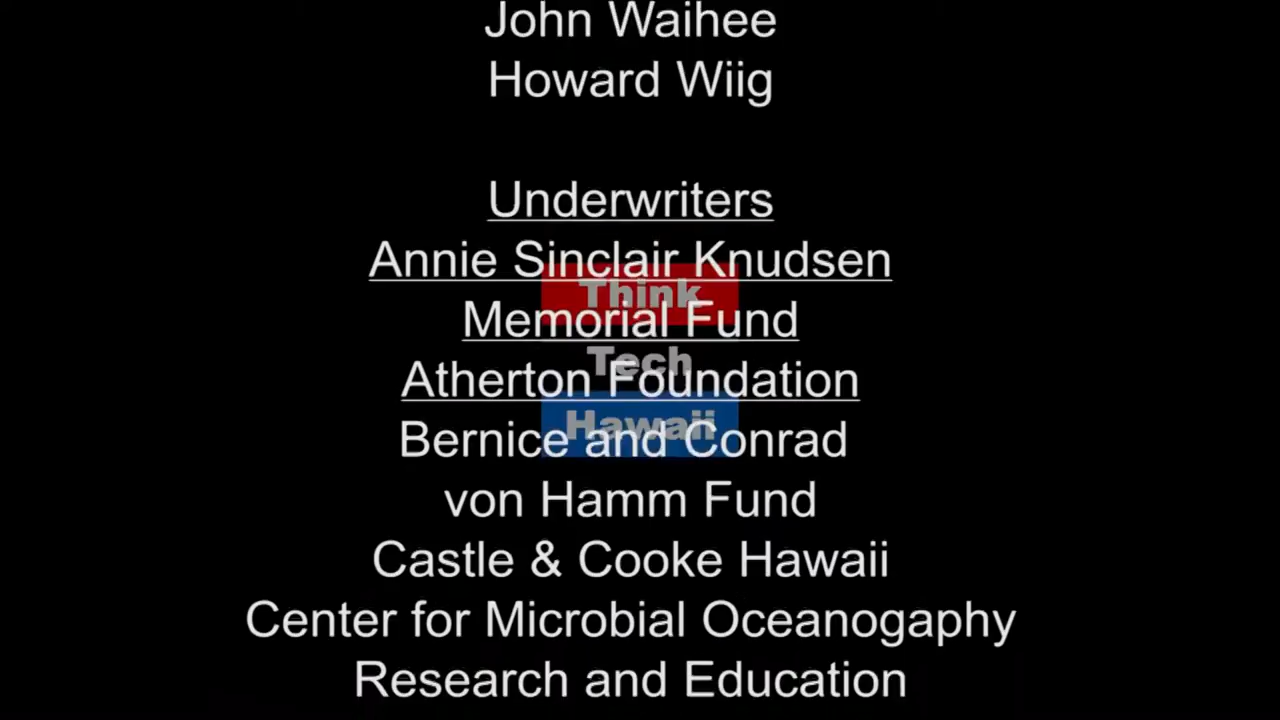 John Waihee
Howard Wiig
Underwriters
Annie Sinclair Knudsen
Think
Memorial Fund
Tech
Atherton Foundation
Hawaii
Bernice and Conrad
von Hamm Fund
Castle & Cooke Hawaii
Center for Microbial Oceanogaphy
Research and Education